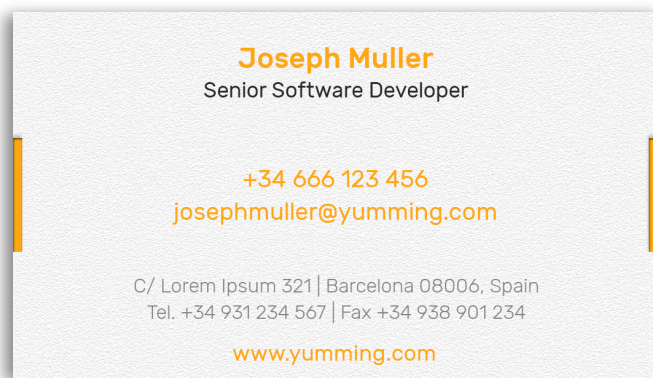 Joseph Muller
Senior Software Developer
+34 666 123 456
josephmuller@yumming.com
C/ Lorem Ipsum 321 | Barcelona 08006, Spain
Tel. +34 931 234 567 | Fax +34 938 901 234
www.yumming.com